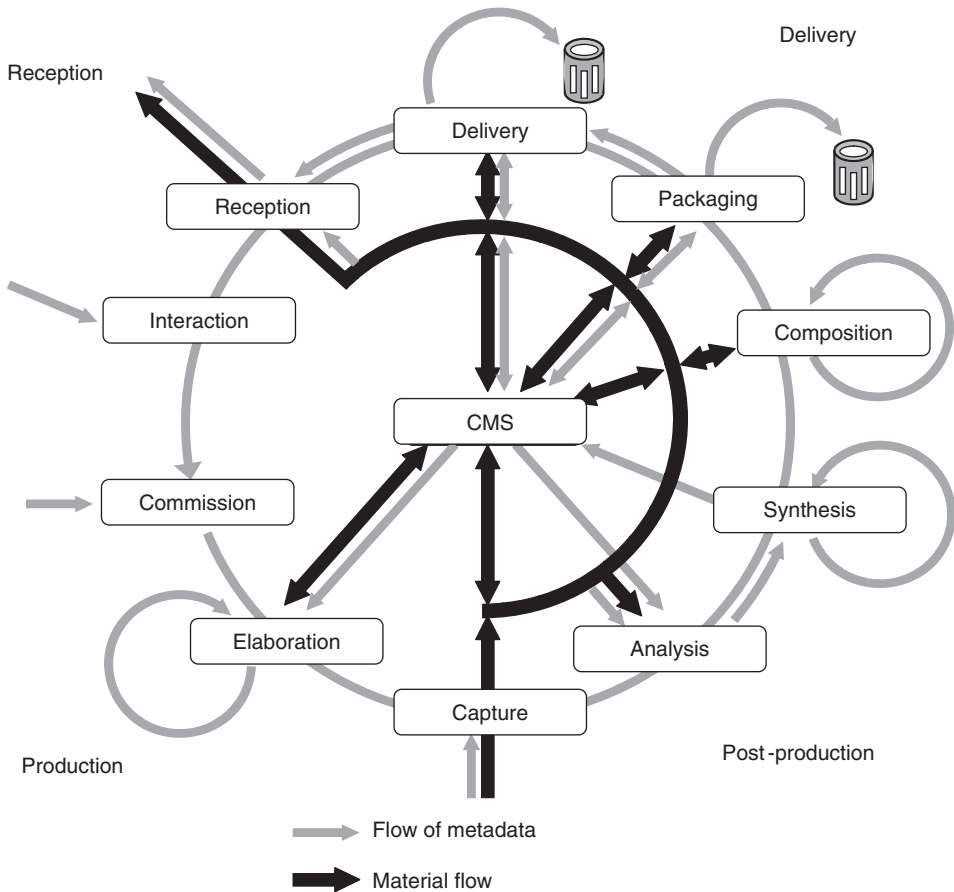 Delivery
Reception
Delivery
Packaging
Reception
Interaction
Composition
CMS
Commission
Synthesis
Elaboration
Analysis
Capture
Production
Post-production
Flow of metadata
Material flow